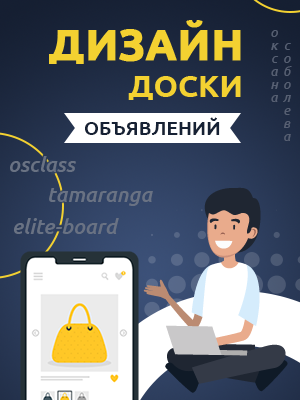 ДИЗАЙН
ДОСКИ
ОБЪЯВЛЕНИЙ
оксана
соболева
osclass
tamaranga
elite-board